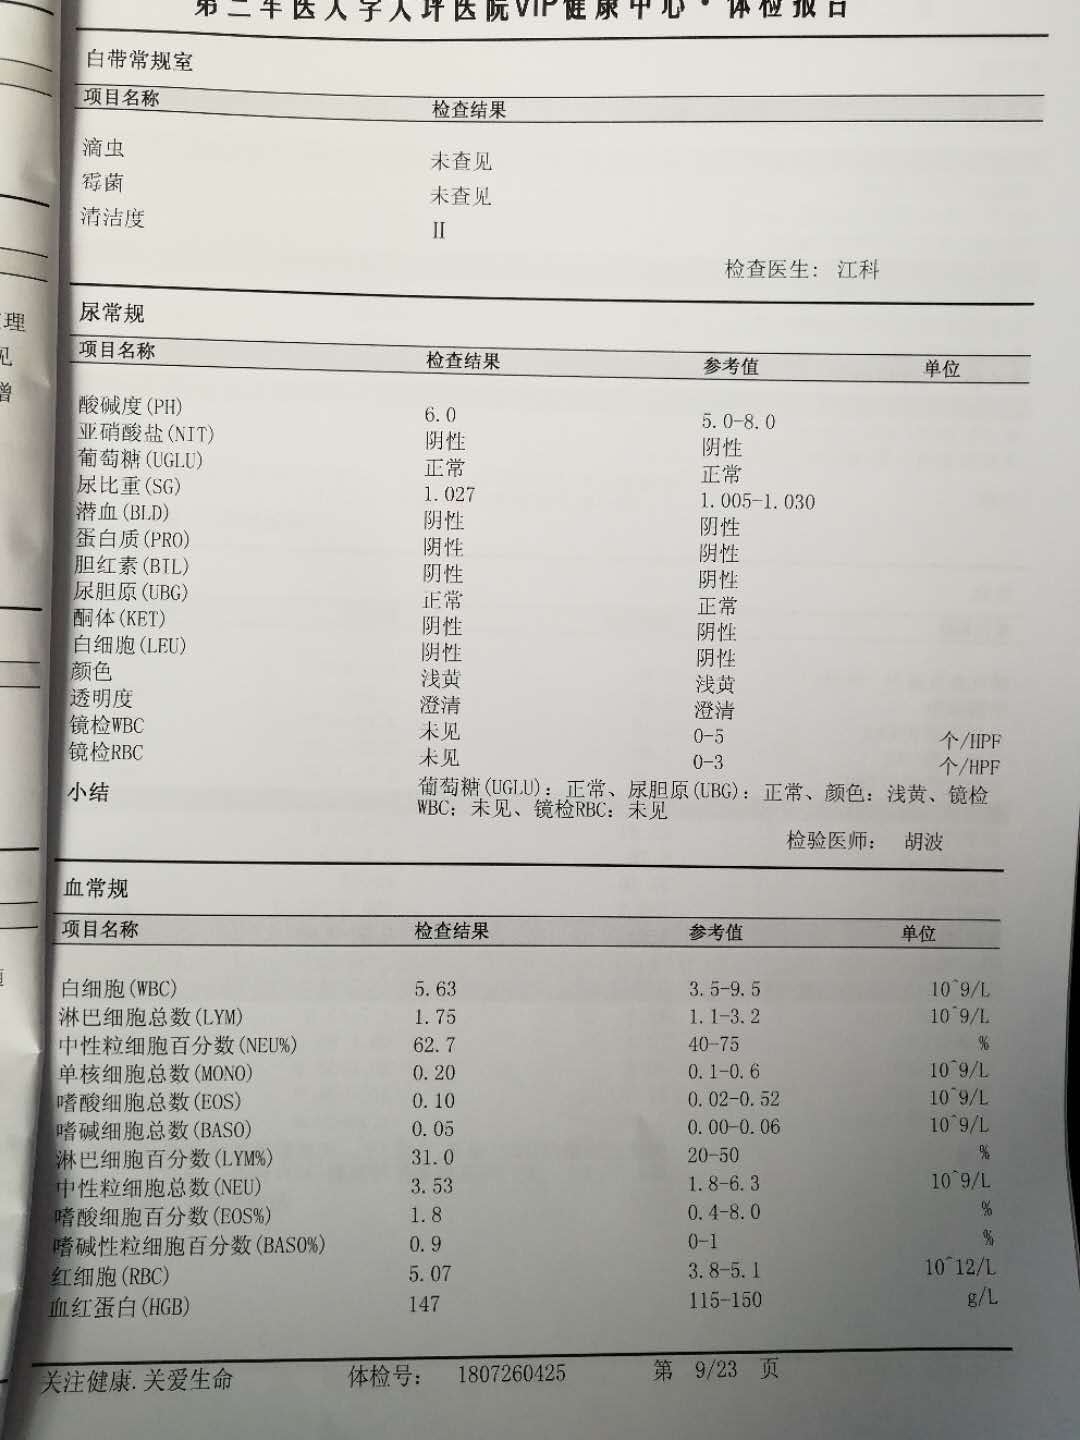 第三军医大学大坪医院VIP健康中心·体检报告
白带常规室
项目名称 检查结果
滴虫 未查见
霉菌 未查见
清洁度 II
检查医生: 江科
尿常规
项目名称 检查结果 参考值 单位
酸碱度(PH) 6.0 5.0-8.0
亚硝酸盐(NIT) 阴性 阴性
葡萄糖(UGLU) 正常 正常
尿比重(SG) 1.027 1.005-1.030
潜血(BLD) 阴性 阴性
蛋白质(PRO) 阴性 阴性
胆红素(BIL) 阴性 阴性
尿胆原(UBG) 正常 正常
酮体(KET) 阴性 阴性
白细胞(LEU) 阴性 阴性
颜色 浅黄 浅黄
透明度 澄清 澄清
镜检WBC 未见 0-5 个/HPF
镜检RBC 未见 0-3 个/HPF
小结 葡萄糖(UGLU): 正常、尿胆原(UBG): 正常、颜色: 浅黄、镜检
WBC: 未见、镜检RBC: 未见
检验医师: 胡波
血常规
项目名称 检查结果 参考值 单位
白细胞(WBC) 5.63 3.5-9.5 10^9/L
淋巴细胞总数(LYM) 1.75 1.1-3.2 10^9/L
中性粒细胞百分数(NEU%) 62.7 40-75 %
单核细胞总数(MONO) 0.20 0.1-0.6 10^9/L
嗜酸细胞总数(EOS) 0.10 0.02-0.52 10^9/L
嗜碱细胞总数(BASO) 0.05 0.00-0.06 10^9/L
淋巴细胞百分数(LYM%) 31.0 20-50 %
中性粒细胞总数(NEU) 3.53 1.8-6.3 10^9/L
嗜酸细胞百分数(EOS%) 1.8 0.4-8.0 %
嗜碱性粒细胞百分数(BASO%) 0.9 0-1 %
红细胞(RBC) 5.07 3.8-5.1 10^12/L
血红蛋白(HGB) 147 115-150 g/L
关注健康.关爱生命 体检号: 1807260425 第 9/23 页
理
见
增